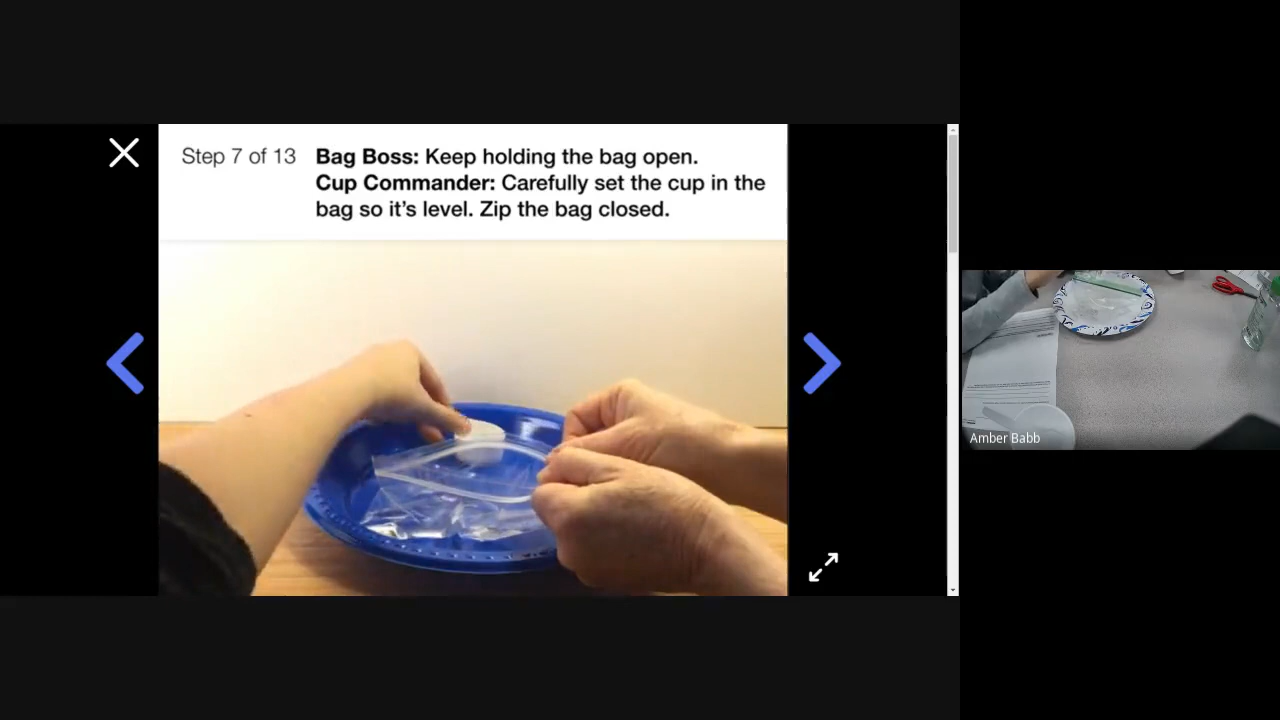 Step 7 of 13
Bag Boss: Keep holding the bag open.
Cup Commander: Carefully set the cup in the
bag so it's level. Zip the bag closed.
Amber Babb